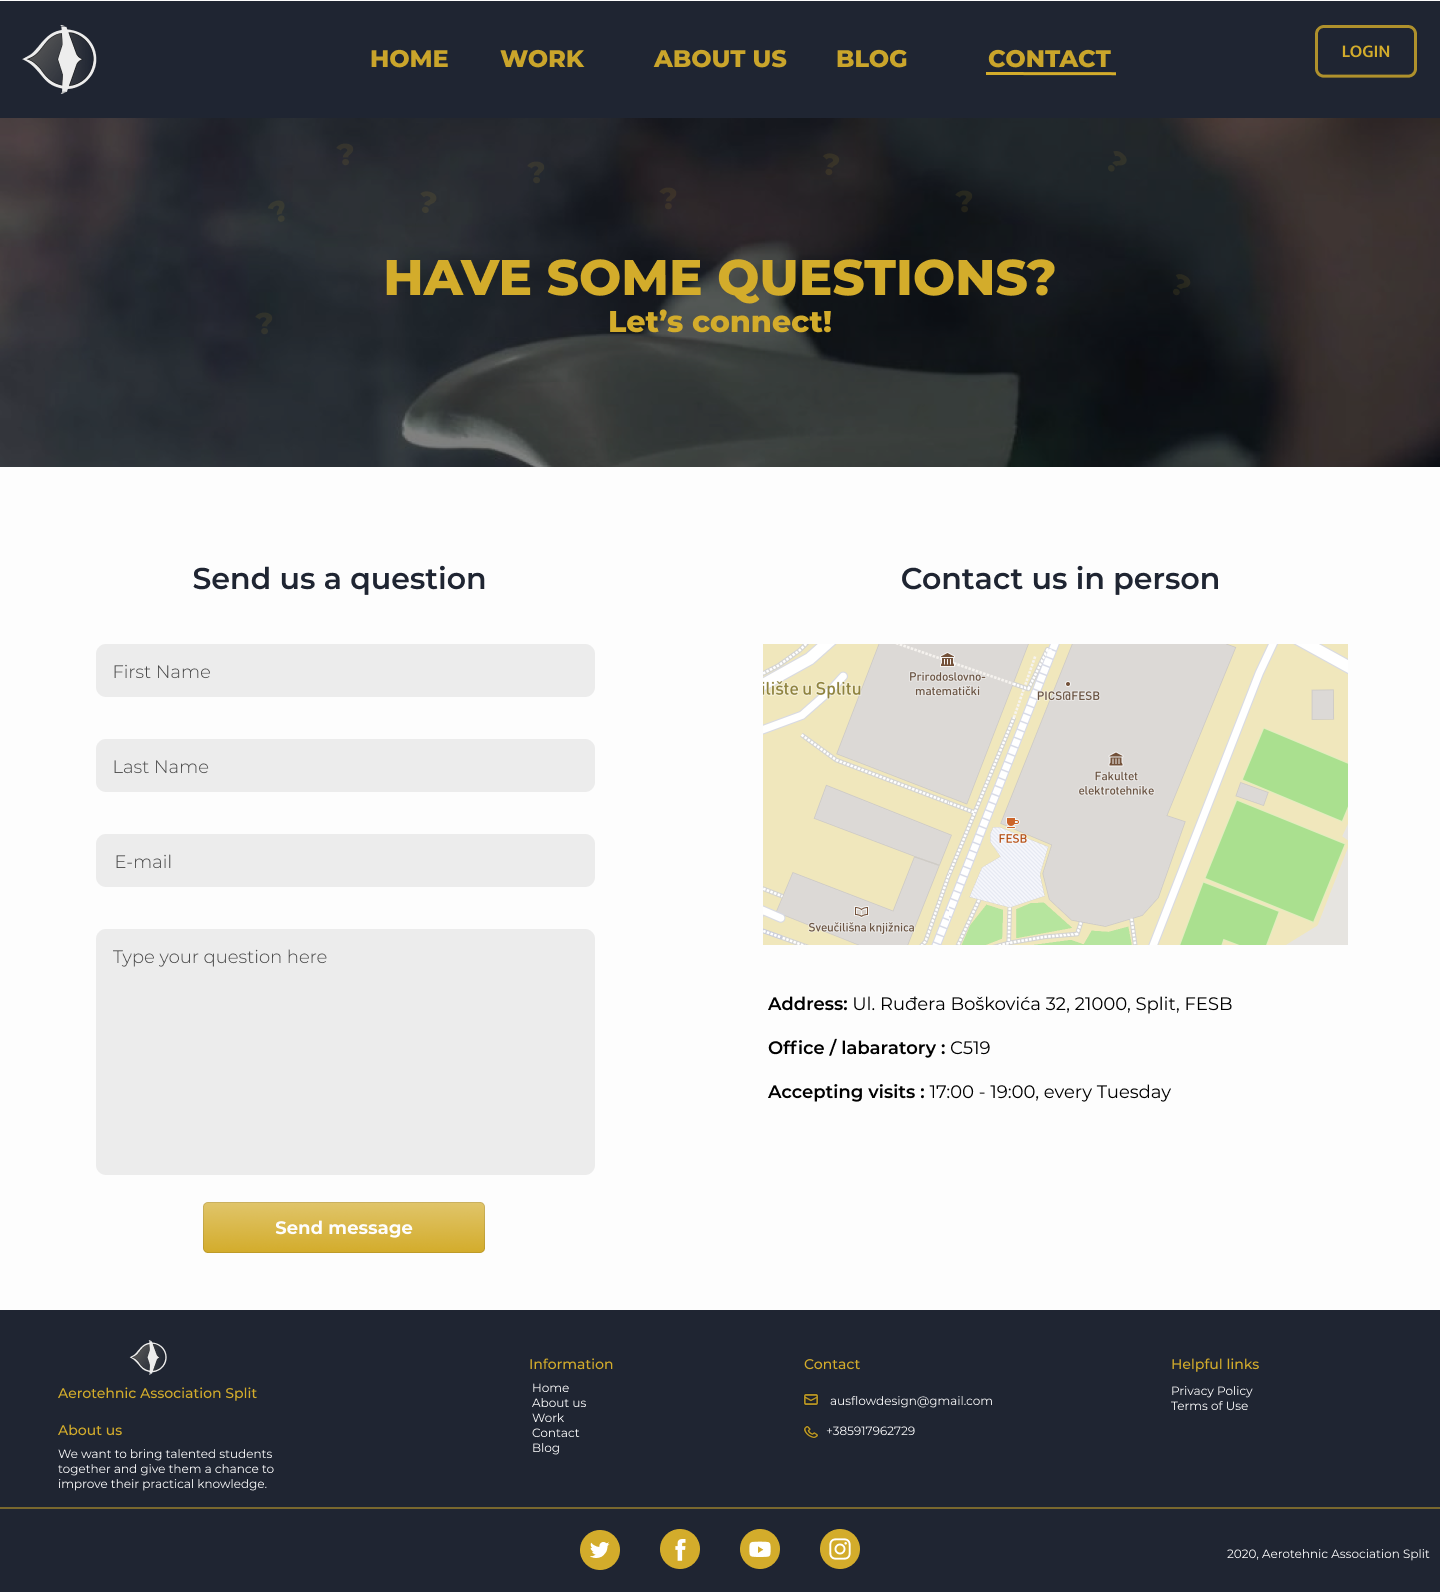 HOME WORK ABOUT US BLOG CONTACT LOGIN
? ? ? ? ? ? ? ? ? ?
HAVE SOME QUESTIONS?
Let’s connect!
Send us a question
First Name
Last Name
E-mail
Type your question here
Send message
Contact us in person
ilište u Splitu
Prirodoslovno-
matematički
PICS@FESB
Fakultet
elektrotehnike
FESB
Sveučilišna knjižnica
Address: Ul. Ruđera Boškovića 32, 21000, Split, FESB
Office / labaratory : C519
Accepting visits : 17:00 - 19:00, every Tuesday
Aerotehnic Association Split
About us
We want to bring talented students
together and give them a chance to
improve their practical knowledge.
Information
Home
About us
Work
Contact
Blog
Contact
ausflowdesign@gmail.com
+385917962729
Helpful links
Privacy Policy
Terms of Use
2020, Aerotehnic Association Split